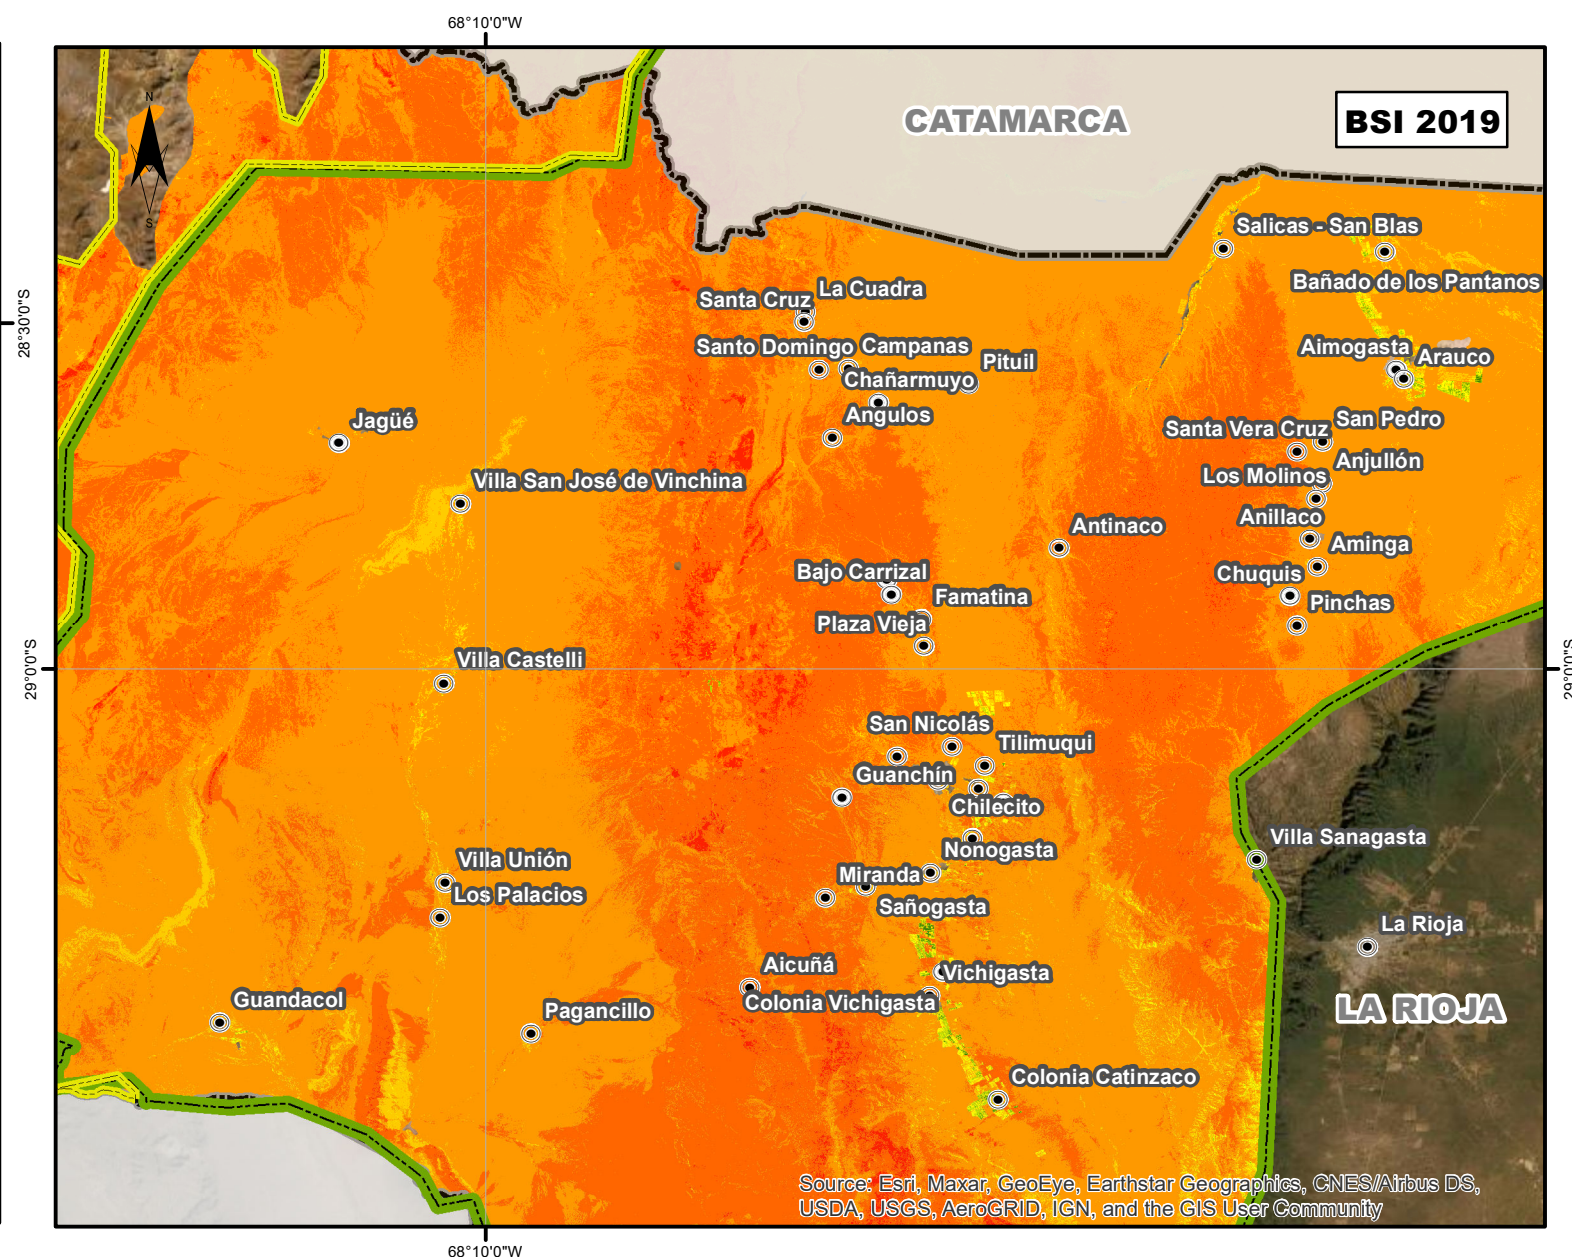 68°10'0"W
N
S
CATAMARCA
BSI 2019
Salicas - San Blas
Bañado de los Pantanos
La Cuadra
Santa Cruz
28°30'0"S
Santo Domingo
Campanas
Pituil
Aimogasta
Arauco
Chañarmuyo
Angulos
Jagüé
San Pedro
Santa Vera Cruz
Anjullón
Los Molinos
Villa San José de Vinchina
Anillaco
Antinaco
Aminga
Bajo Carrizal
Chuquis
Famatina
Pinchas
Plaza Vieja
Villa Castelli
29°0'0"S
29°0'0"S
San Nicolás
Tilimuqui
Guanchín
Chilecito
Villa Sanagasta
Nonogasta
Villa Unión
Miranda
Los Palacios
Sañogasta
La Rioja
Aicuñá
Vichigasta
Guandacol
Colonia Vichigasta
Pagancillo
LA RIOJA
Colonia Catinzaco
Source: Esri, Maxar, GeoEye, Earthstar Geographics, CNES/Airbus DS,
USDA, USGS, AeroGRID, IGN, and the GIS User Community
68°10'0"W